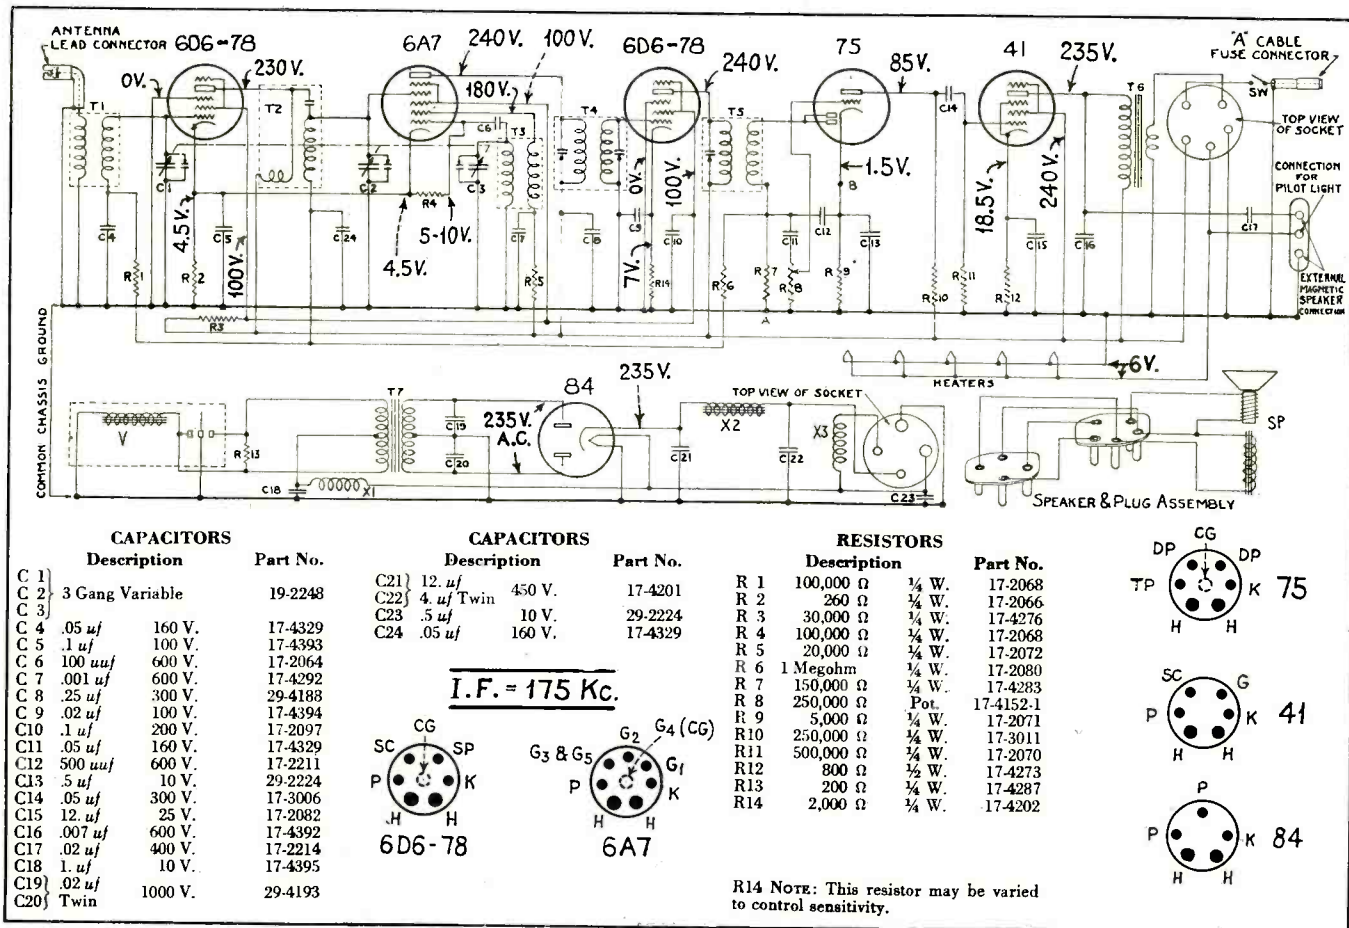 ANTENNA
LEAD CONNECTOR
6D6-78
6A7
6D6-78
75
41
"A" CABLE
FUSE CONNECTOR
0V.
230V.
240V.
100V.
180V.
240V.
85V.
235V.
T1
T2
T3
T4
T5
T6
SW
TOP VIEW
OF SOCKET
CONNECTION
FOR
PILOT LIGHT
C1
C2
C3
C6
C14
4.5V.
100V.
4.5V.
R4
5-10V.
0V.
100V.
7V.
1.5V.
B
18.5V.
240V.
C4
C5
C24
C7
C8
C9
C10
C11
C12
C13
C15
C16
C17
R1
R2
R3
R5
R14
R6
R7
R8
R9
R10
R11
R12
A
EXTERNAL
MAGNETIC
SPEAKER
CONNECTION
COMMON CHASSIS GROUND
6V.
HEATERS
V
R13
T7
C18
X1
C19
C20
235V.
A.C.
84
235V.
C21
X2
C22
TOP VIEW OF SOCKET
X3
C23
SP
SPEAKER & PLUG ASSEMBLY
CAPACITORS
Description Part No.
C 1}
C 2} 3 Gang Variable 19-2248
C 3}
C 4 .05 uf 160 V. 17-4329
C 5 .1 uf 100 V. 17-4393
C 6 100 uuf 600 V. 17-2064
C 7 .001 uf 600 V. 17-4292
C 8 .25 uf 300 V. 29-4188
C 9 .02 uf 100 V. 17-4394
C10 .1 uf 200 V. 17-2097
C11 .05 uf 160 V. 17-4329
C12 500 uuf 600 V. 17-2211
C13 .5 uf 10 V. 29-2224
C14 .05 uf 300 V. 17-3006
C15 12. uf 25 V. 17-2082
C16 .007 uf 600 V. 17-4392
C17 .02 uf 400 V. 17-2214
C18 1. uf 10 V. 17-4395
C19} .02 uf
C20} Twin 1000 V. 29-4193
CAPACITORS
Description Part No.
C21} 12. uf
C22} 4. uf Twin 450 V. 17-4201
C23 .5 uf 10 V. 29-2224
C24 .05 uf 160 V. 17-4329
I.F. = 175 Kc.
CG
SC SP
P K
H H
6D6-78
G2 G4 (CG)
G3 & G5 G1
P K
H H
6A7
RESISTORS
Description Part No.
R 1 100,000 Ω ¼ W. 17-2068
R 2 260 Ω ¼ W. 17-2066
R 3 30,000 Ω ¼ W. 17-4276
R 4 100,000 Ω ¼ W. 17-2068
R 5 20,000 Ω ¼ W. 17-2072
R 6 1 Megohm ¼ W. 17-2080
R 7 150,000 Ω ¼ W. 17-4283
R 8 250,000 Ω Pot. 17-4152-1
R 9 5,000 Ω ¼ W. 17-2071
R10 250,000 Ω ¼ W. 17-3011
R11 500,000 Ω ¼ W. 17-2070
R12 800 Ω ½ W. 17-4273
R13 200 Ω ¼ W. 17-4287
R14 2,000 Ω ¼ W. 17-4202
R14 NOTE: This resistor may be varied
to control sensitivity.
CG
DP DP
TP K 75
H H
SC G
P K 41
H H
P
P K 84
H H